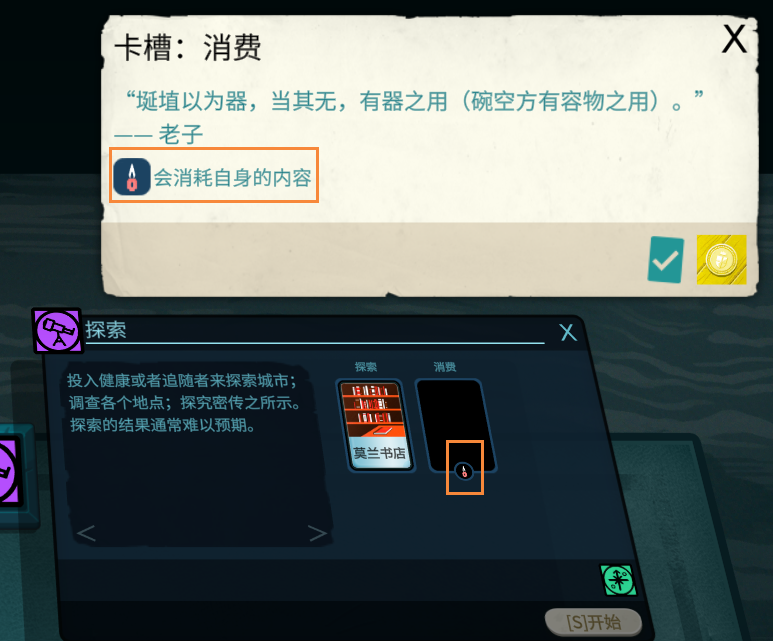 卡槽：消费
X
“埏埴以为器，当其无，有器之用（碗空方有容物之用）。”
—— 老子
会消耗自身的内容
探索
X
投入健康或者追随者来探索城市；
调查各个地点；探究密传之所示。
探索的结果通常难以预期。
探索
消费
莫兰书店
< >
[S]开始